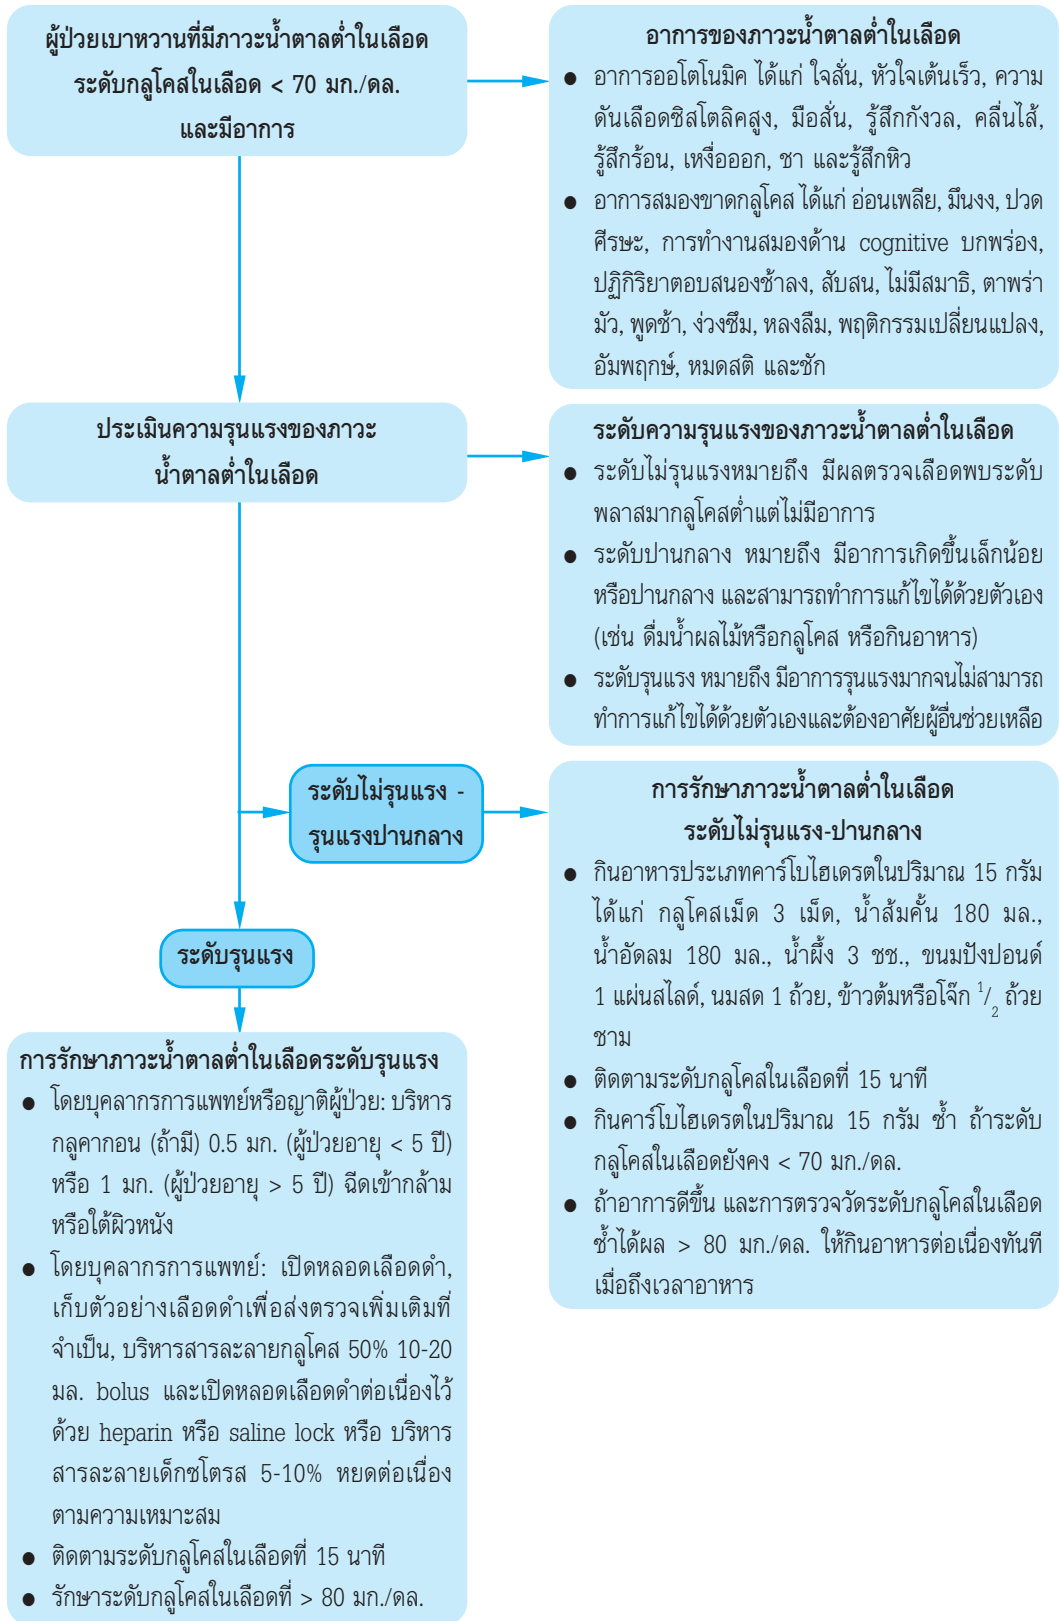 ผู้ป่วยเบาหวานที่มีภาวะน้ำตาลต่ำในเลือด
ระดับกลูโคสในเลือด < 70 มก./ดล.
และมีอาการ
อาการของภาวะน้ำตาลต่ำในเลือด
● อาการออโตโนมิค ได้แก่ ใจสั่น, หัวใจเต้นเร็ว, ความ
ดันเลือดซิสโตลิคสูง, มือสั่น, รู้สึกกังวล, คลื่นไส้,
รู้สึกร้อน, เหงื่อออก, ชา และรู้สึกหิว
● อาการสมองขาดกลูโคส ได้แก่ อ่อนเพลีย, มึนงง, ปวด
ศีรษะ, การทำงานสมองด้าน cognitive บกพร่อง,
ปฏิกิริยาตอบสนองช้าลง, สับสน, ไม่มีสมาธิ, ตาพร่า
มัว, พูดช้า, ง่วงซึม, หลงลืม, พฤติกรรมเปลี่ยนแปลง,
อัมพฤกษ์, หมดสติ และชัก
ประเมินความรุนแรงของภาวะ
น้ำตาลต่ำในเลือด
ระดับความรุนแรงของภาวะน้ำตาลต่ำในเลือด
● ระดับไม่รุนแรงหมายถึง มีผลตรวจเลือดพบระดับ
พลาสมากลูโคสต่ำแต่ไม่มีอาการ
● ระดับปานกลาง หมายถึง มีอาการเกิดขึ้นเล็กน้อย
หรือปานกลาง และสามารถทำการแก้ไขได้ด้วยตัวเอง
(เช่น ดื่มน้ำผลไม้หรือกลูโคส หรือกินอาหาร)
● ระดับรุนแรง หมายถึง มีอาการรุนแรงมากจนไม่สามารถ
ทำการแก้ไขได้ด้วยตัวเองและต้องอาศัยผู้อื่นช่วยเหลือ
ระดับไม่รุนแรง -
รุนแรงปานกลาง
การรักษาภาวะน้ำตาลต่ำในเลือด
ระดับไม่รุนแรง-ปานกลาง
● กินอาหารประเภทคาร์โบไฮเดรตในปริมาณ 15 กรัม
ได้แก่ กลูโคสเม็ด 3 เม็ด, น้ำส้มคั้น 180 มล.,
น้ำอัดลม 180 มล., น้ำผึ้ง 3 ชช., ขนมปังปอนด์
1 แผ่นสไลด์, นมสด 1 ถ้วย, ข้าวต้มหรือโจ๊ก 1/2 ถ้วย
ชาม
● ติดตามระดับกลูโคสในเลือดที่ 15 นาที
● กินคาร์โบไฮเดรตในปริมาณ 15 กรัม ซ้ำ ถ้าระดับ
กลูโคสในเลือดยังคง < 70 มก./ดล.
● ถ้าอาการดีขึ้น และการตรวจวัดระดับกลูโคสในเลือด
ซ้ำได้ผล > 80 มก./ดล. ให้กินอาหารต่อเนื่องทันที
เมื่อถึงเวลาอาหาร
ระดับรุนแรง
การรักษาภาวะน้ำตาลต่ำในเลือดระดับรุนแรง
● โดยบุคลากรการแพทย์หรือญาติผู้ป่วย: บริหาร
กลูคากอน (ถ้ามี) 0.5 มก. (ผู้ป่วยอายุ < 5 ปี)
หรือ 1 มก. (ผู้ป่วยอายุ > 5 ปี) ฉีดเข้ากล้าม
หรือใต้ผิวหนัง
● โดยบุคลากรการแพทย์: เปิดหลอดเลือดดำ,
เก็บตัวอย่างเลือดดำเพื่อส่งตรวจเพิ่มเติมที่
จำเป็น, บริหารสารละลายกลูโคส 50% 10-20
มล. bolus และเปิดหลอดเลือดดำต่อเนื่องไว้
ด้วย heparin หรือ saline lock หรือ บริหาร
สารละลายเด็กซโตรส 5-10% หยดต่อเนื่อง
ตามความเหมาะสม
● ติดตามระดับกลูโคสในเลือดที่ 15 นาที
● รักษาระดับกลูโคสในเลือดที่ > 80 มก./ดล.